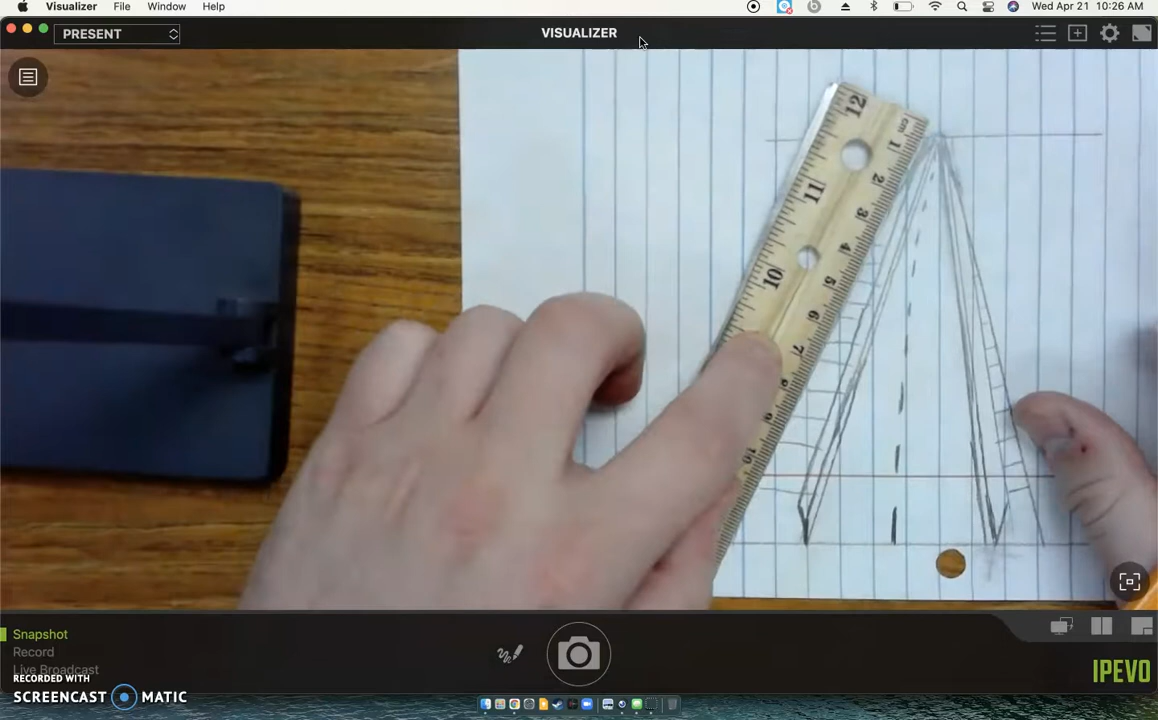 Visualizer File Window Help Wed Apr 21 10:26 AM
PRESENT VISUALIZER
12
cm
1
11
2
3
4
10
5
6
7
8
9
10
Snapshot
Record
Live Broadcast
RECORDED WITH
SCREENCAST MATIC
IPEVO